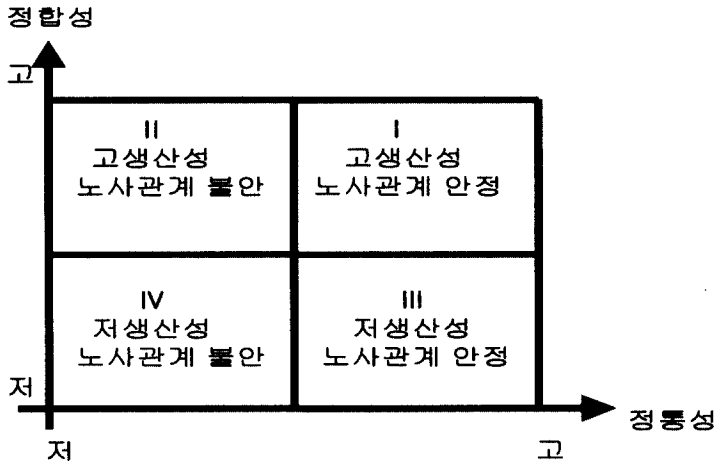 정합성
고
II
고생산성
노사관계 불안
I
고생산성
노사관계 안정
IV
저생산성
노사관계 불안
III
저생산성
노사관계 안정
저
정통성
저
고